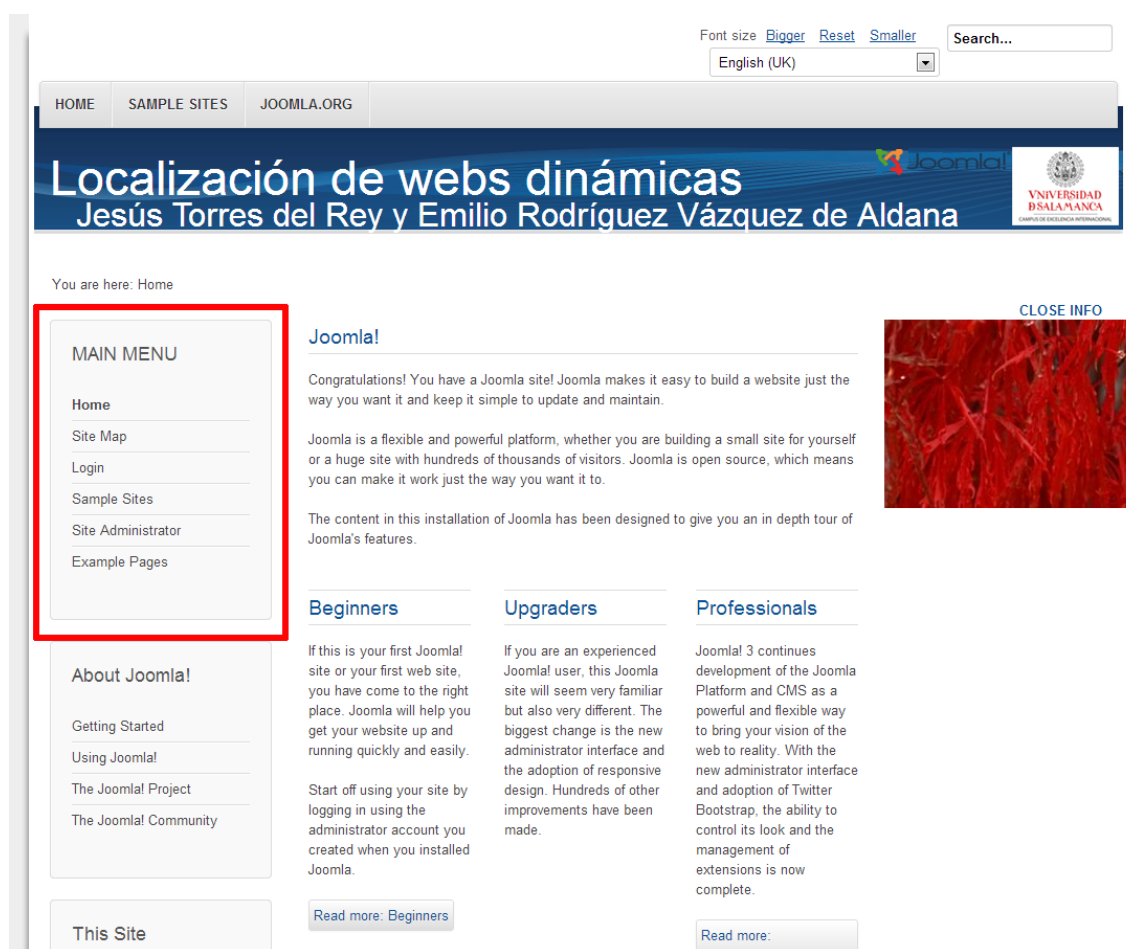 Font size Bigger Reset Smaller
Search...
English (UK)
HOME SAMPLE SITES JOOMLA.ORG
Localización de webs dinámicas
Jesús Torres del Rey y Emilio Rodríguez Vázquez de Aldana
Joomla!
VNiVERSIDAD
DSALAMANCA
CAMPUS DE EXCELENCIA INTERNACIONAL
You are here: Home
CLOSE INFO
MAIN MENU
Home
Site Map
Login
Sample Sites
Site Administrator
Example Pages
About Joomla!
Getting Started
Using Joomla!
The Joomla! Project
The Joomla! Community
This Site
Joomla!
Congratulations! You have a Joomla site! Joomla makes it easy to build a website just the
way you want it and keep it simple to update and maintain.
Joomla is a flexible and powerful platform, whether you are building a small site for yourself
or a huge site with hundreds of thousands of visitors. Joomla is open source, which means
you can make it work just the way you want it to.
The content in this installation of Joomla has been designed to give you an in depth tour of
Joomla's features.
Beginners
If this is your first Joomla!
site or your first web site,
you have come to the right
place. Joomla will help you
get your website up and
running quickly and easily.
Start off using your site by
logging in using the
administrator account you
created when you installed
Joomla.
Read more: Beginners
Upgraders
If you are an experienced
Joomla! user, this Joomla
site will seem very familiar
but also very different. The
biggest change is the new
administrator interface and
the adoption of responsive
design. Hundreds of other
improvements have been
made.
Professionals
Joomla! 3 continues
development of the Joomla
Platform and CMS as a
powerful and flexible way
to bring your vision of the
web to reality. With the
new administrator interface
and adoption of Twitter
Bootstrap, the ability to
control its look and the
management of
extensions is now
complete.
Read more: